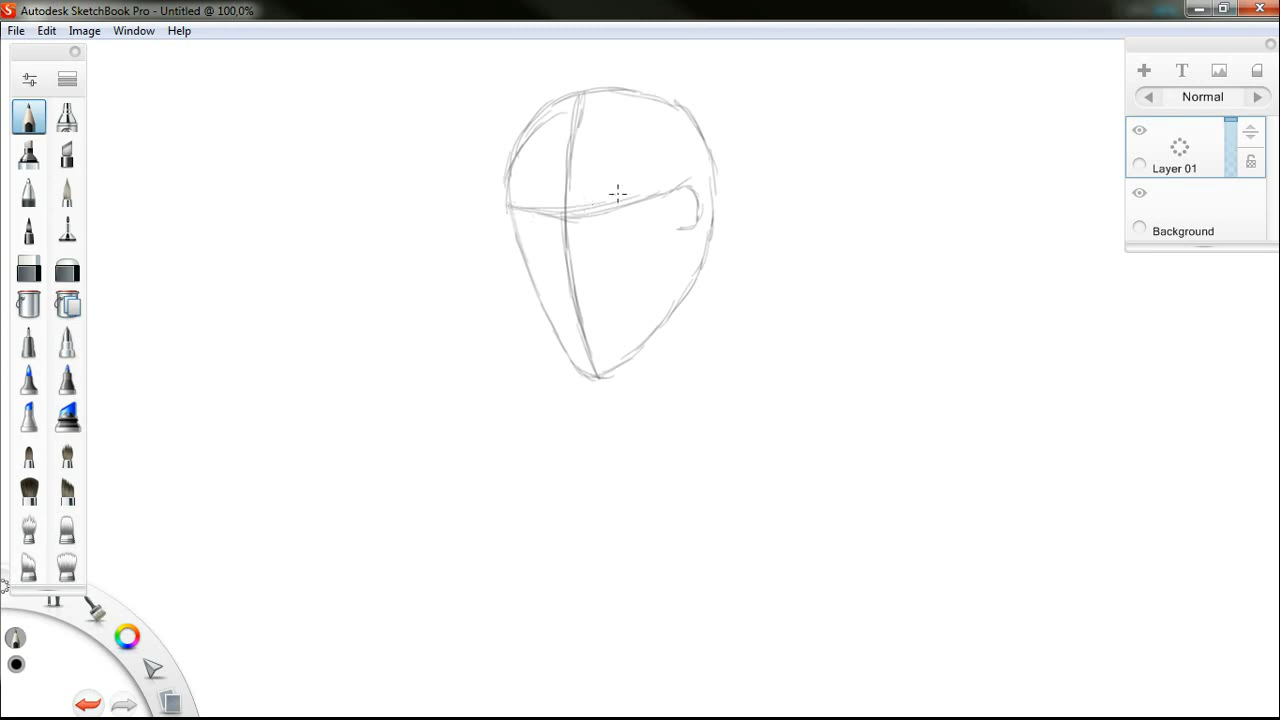 Autodesk SketchBook Pro - Untitled @ 100,0%
File Edit Image Window Help
T
Normal
Layer 01
Background